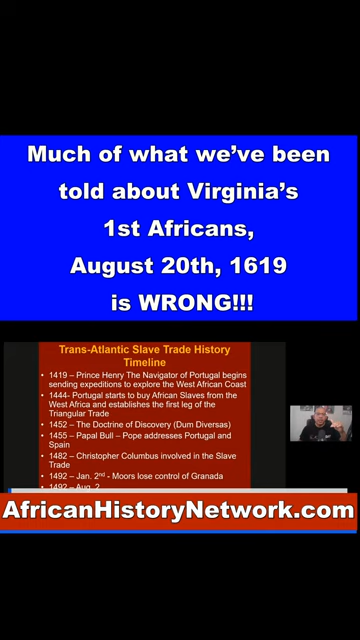 Much of what we’ve been
told about Virginia’s
1st Africans,
August 20th, 1619
is WRONG!!!
Trans-Atlantic Slave Trade History
Timeline
• 1419 – Prince Henry The Navigator of Portugal begins
sending expeditions to explore the West African Coast
• 1444– Portugal starts to buy African Slaves from the
West Africa and establishes the first leg of the
Triangular Trade
• 1452 – The Doctrine of Discovery (Dum Diversas)
• 1455 – Papal Bull – Pope addresses Portugal and
Spain
• 1482 – Christopher Columbus involved in the Slave
Trade
• 1492 – Jan. 2nd - Moors lose control of Granada
• 1492 – Aug. 2
AfricanHistoryNetwork.com